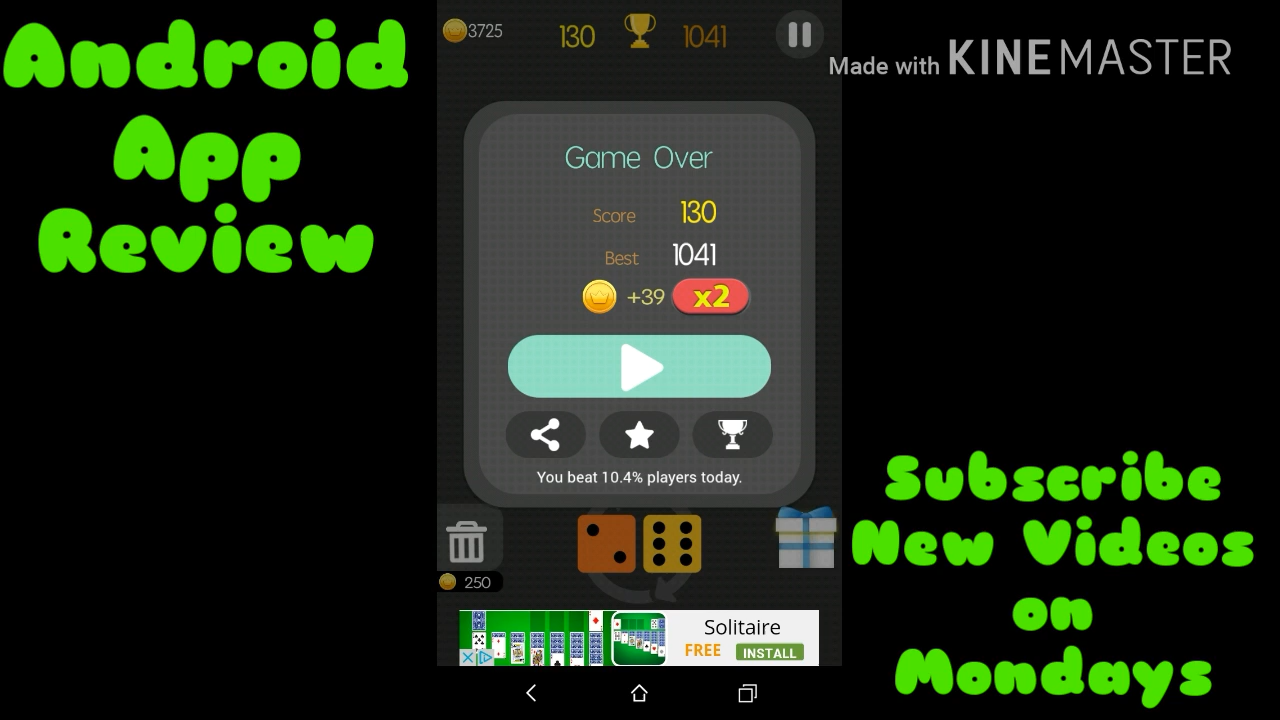 Android
App
Review
3725
130
1041
Made with KINEMASTER
Game Over
Score 130
Best 1041
+39 x2
You beat 10.4% players today.
250
Solitaire
FREE INSTALL
Subscribe
New Videos
on
Mondays